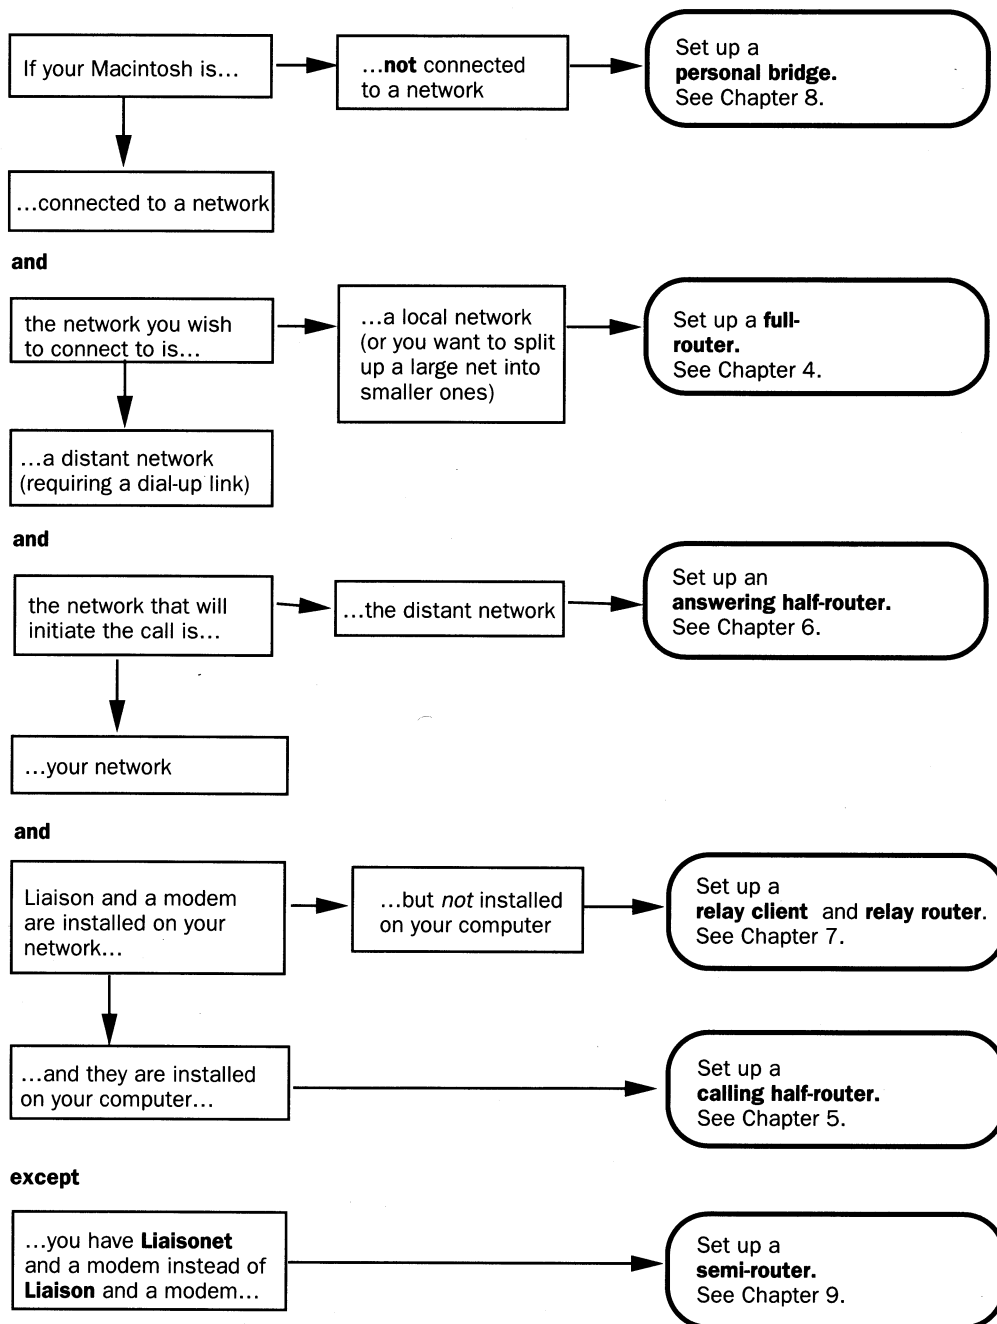 If your Macintosh is...
...not connected
to a network
Set up a
personal bridge.
See Chapter 8.
...connected to a network
and
the network you wish
to connect to is...
...a local network
(or you want to split
up a large net into
smaller ones)
Set up a full-
router.
See Chapter 4.
...a distant network
(requiring a dial-up link)
and
the network that will
initiate the call is...
...the distant network
Set up an
answering half-router.
See Chapter 6.
...your network
and
Liaison and a modem
are installed on your
network...
...but not installed
on your computer
Set up a
relay client and relay router.
See Chapter 7.
...and they are installed
on your computer...
Set up a
calling half-router.
See Chapter 5.
except
...you have Liaisonet
and a modem instead of
Liaison and a modem...
Set up a
semi-router.
See Chapter 9.